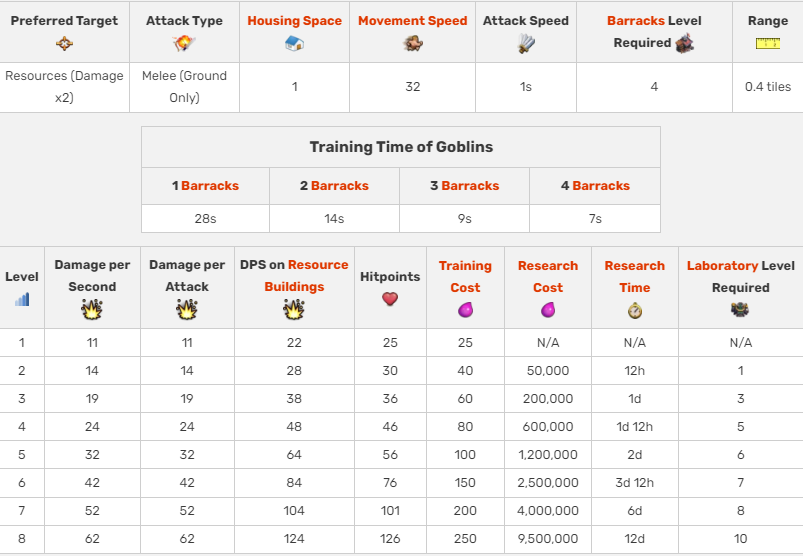 Preferred Target Attack Type Housing Space Movement Speed Attack Speed Barracks Level Required Range
Resources (Damage x2) Melee (Ground Only) 1 32 1s 4 0.4 tiles
Training Time of Goblins
1 Barracks 2 Barracks 3 Barracks 4 Barracks
28s 14s 9s 7s
Level Damage per Second Damage per Attack DPS on Resource Buildings Hitpoints Training Cost Research Cost Research Time Laboratory Level Required
1 11 11 22 25 25 N/A N/A N/A
2 14 14 28 30 40 50,000 12h 1
3 19 19 38 36 60 200,000 1d 3
4 24 24 48 46 80 600,000 1d 12h 5
5 32 32 64 56 100 1,200,000 2d 6
6 42 42 84 76 150 2,500,000 3d 12h 7
7 52 52 104 101 200 4,000,000 6d 8
8 62 62 124 126 250 9,500,000 12d 10